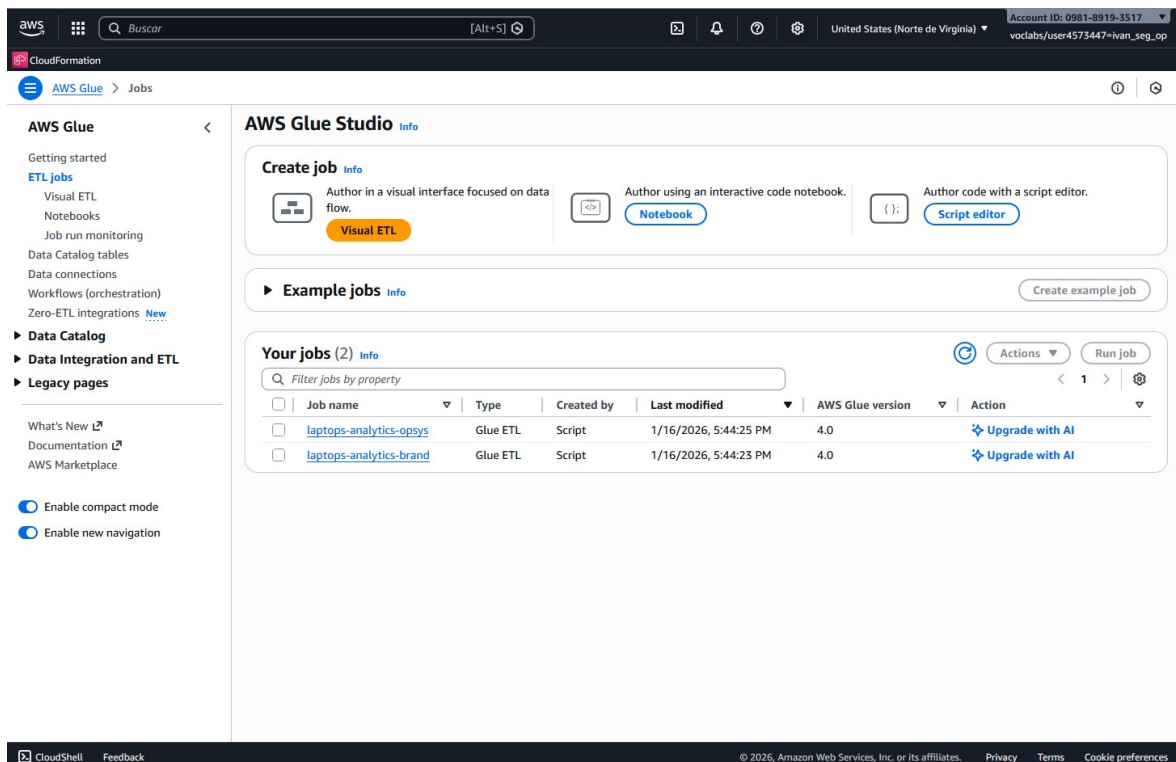 aws
Buscar
[Alt+S]
United States (Norte de Virginia) ▼
Account ID: 0981-8919-3517 ▼
voclabs/user4573447=ivan_seg_op
CloudFormation
AWS Glue > Jobs
AWS Glue
Getting started
ETL jobs
Visual ETL
Notebooks
Job run monitoring
Data Catalog tables
Data connections
Workflows (orchestration)
Zero-ETL integrations New
Data Catalog
Data Integration and ETL
Legacy pages
What's New
Documentation
AWS Marketplace
Enable compact mode
Enable new navigation
AWS Glue Studio Info
Create job Info
Author in a visual interface focused on data
flow.
Visual ETL
Author using an interactive code notebook.
Notebook
Author code with a script editor.
Script editor
Example jobs Info
Create example job
Your jobs (2) Info
Actions ▼
Run job
Filter jobs by property
< 1 >
Job name Type Created by Last modified AWS Glue version Action
laptops-analytics-opsys Glue ETL Script 1/16/2026, 5:44:25 PM 4.0 Upgrade with AI
laptops-analytics-brand Glue ETL Script 1/16/2026, 5:44:23 PM 4.0 Upgrade with AI
CloudShell Feedback © 2026, Amazon Web Services, Inc. or its affiliates. Privacy Terms Cookie preferences